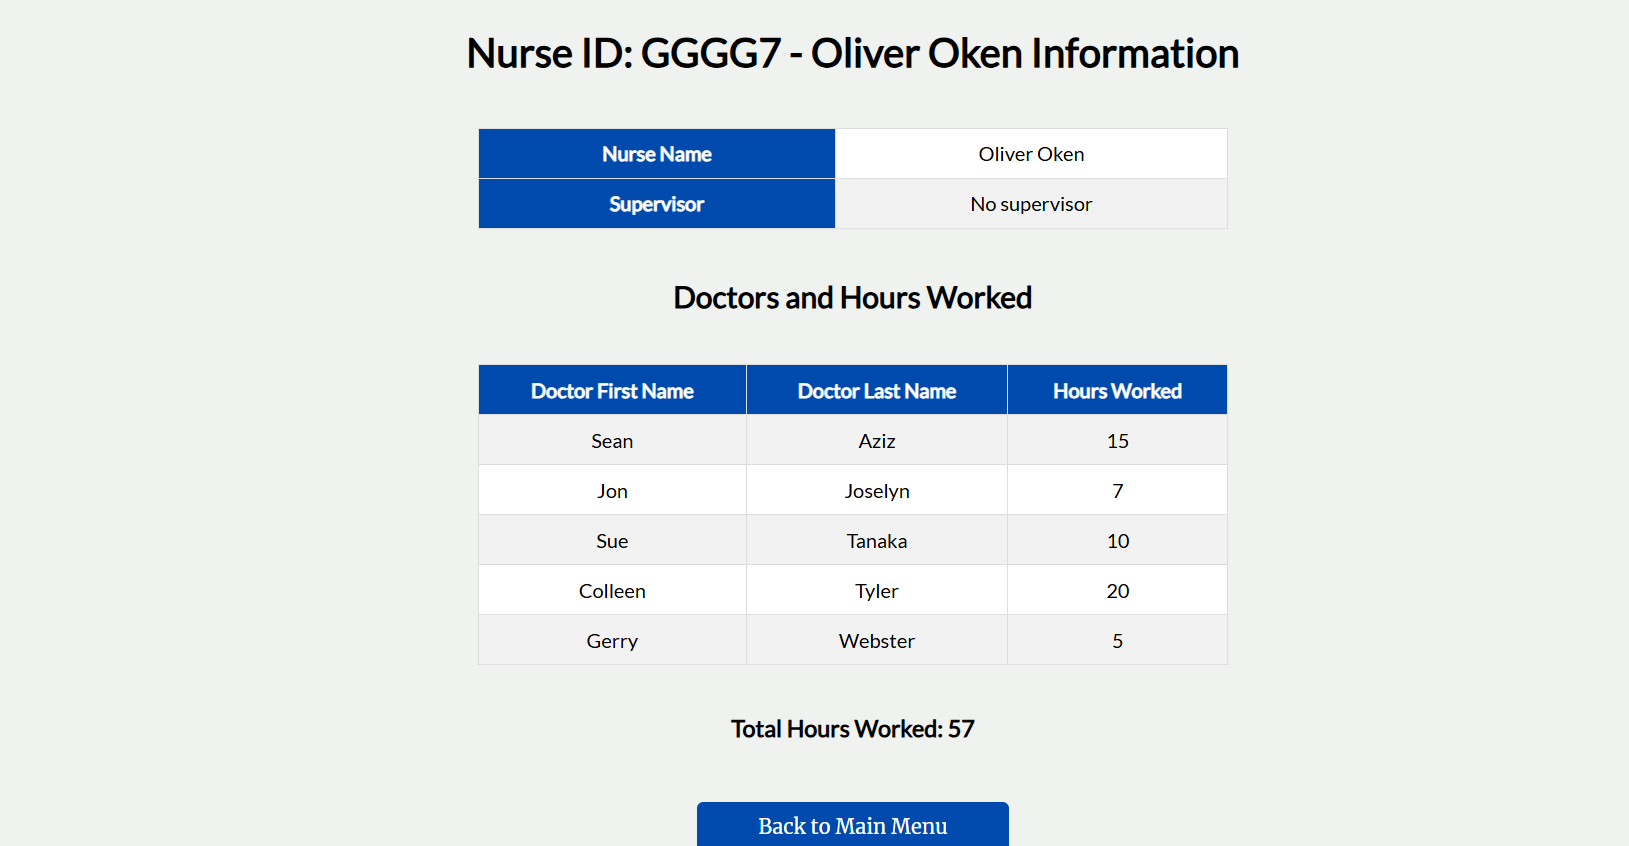 Nurse ID: GGGG7 - Oliver Oken Information
Nurse Name Oliver Oken
Supervisor No supervisor
Doctors and Hours Worked
Doctor First Name Doctor Last Name Hours Worked
Sean Aziz 15
Jon Joselyn 7
Sue Tanaka 10
Colleen Tyler 20
Gerry Webster 5
Total Hours Worked: 57
Back to Main Menu